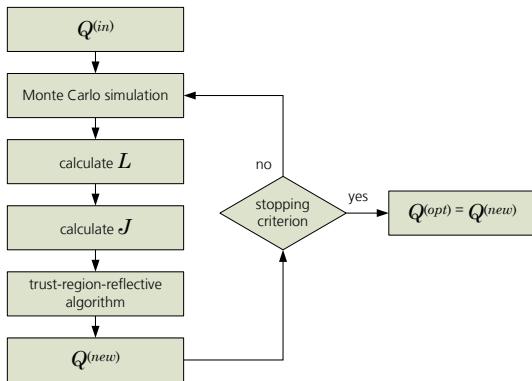 Q(in)
Monte Carlo simulation
calculate L
calculate J
trust-region-reflective
algorithm
Q(new)
no
stopping
criterion
yes
Q(opt) = Q(new)